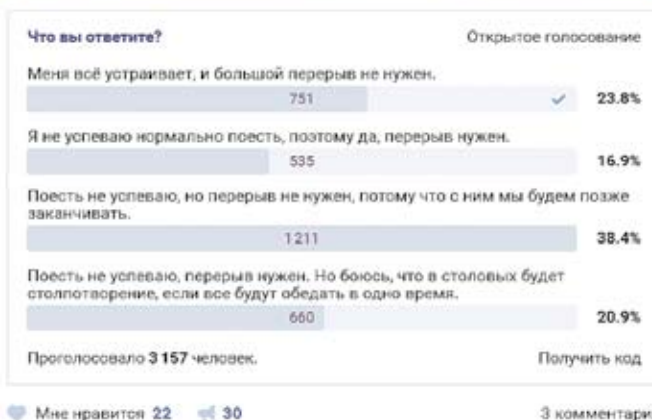 Что вы ответите? Открытое голосование
Меня всё устраивает, и большой перерыв не нужен.
751 23.8%
Я не успеваю нормально поесть, поэтому да, перерыв нужен.
535 16.9%
Поесть не успеваю, но перерыв не нужен, потому что с ним мы будем позже
заканчивать.
1 211 38.4%
Поесть не успеваю, перерыв нужен. Но боюсь, что в столовых будет
столпотворение, если все будут обедать в одно время.
660 20.9%
Проголосовало 3 157 человек. Получить код
Мне нравится 22 30 3 комментари